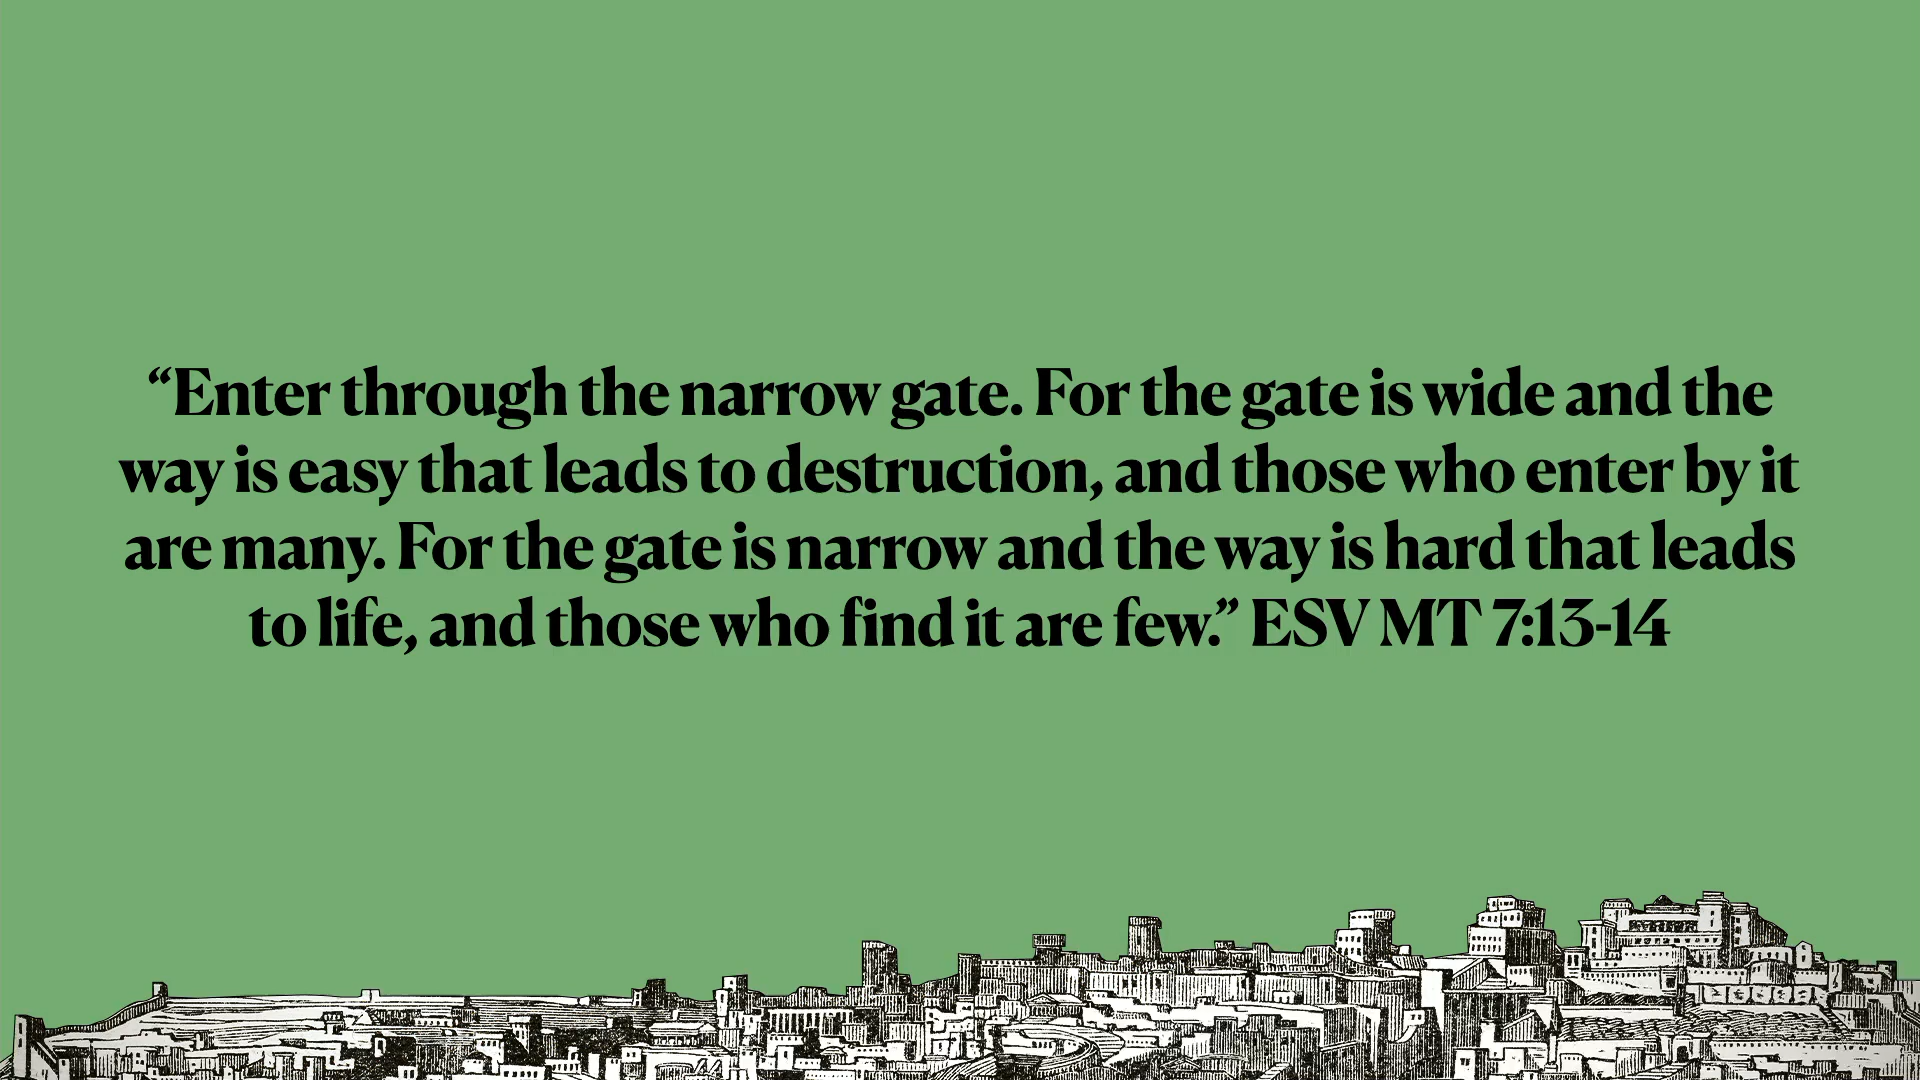 “Enter through the narrow gate. For the gate is wide and the
way is easy that leads to destruction, and those who enter by it
are many. For the gate is narrow and the way is hard that leads
to life, and those who find it are few.” ESV MT 7:13-14